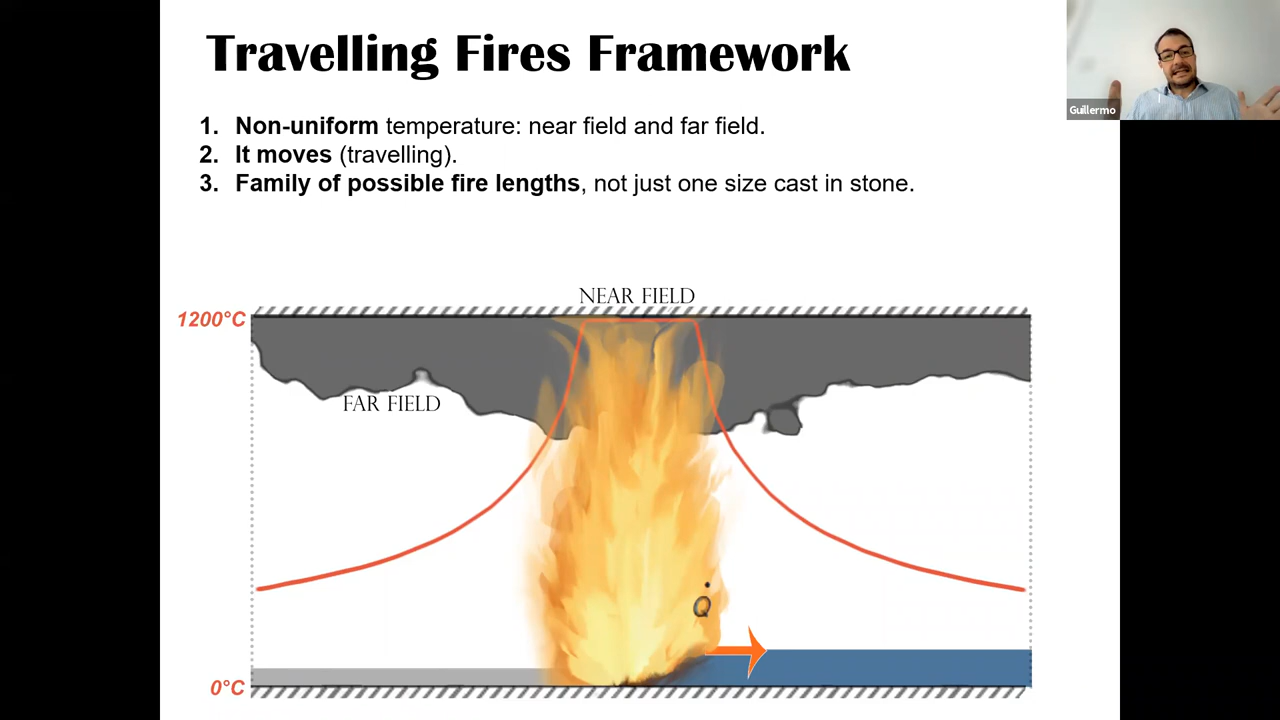 Travelling Fires Framework
Guillermo
1. Non-uniform temperature: near field and far field.
2. It moves (travelling).
3. Family of possible fire lengths, not just one size cast in stone.
NEAR FIELD
1200°C
FAR FIELD
Q̇
0°C